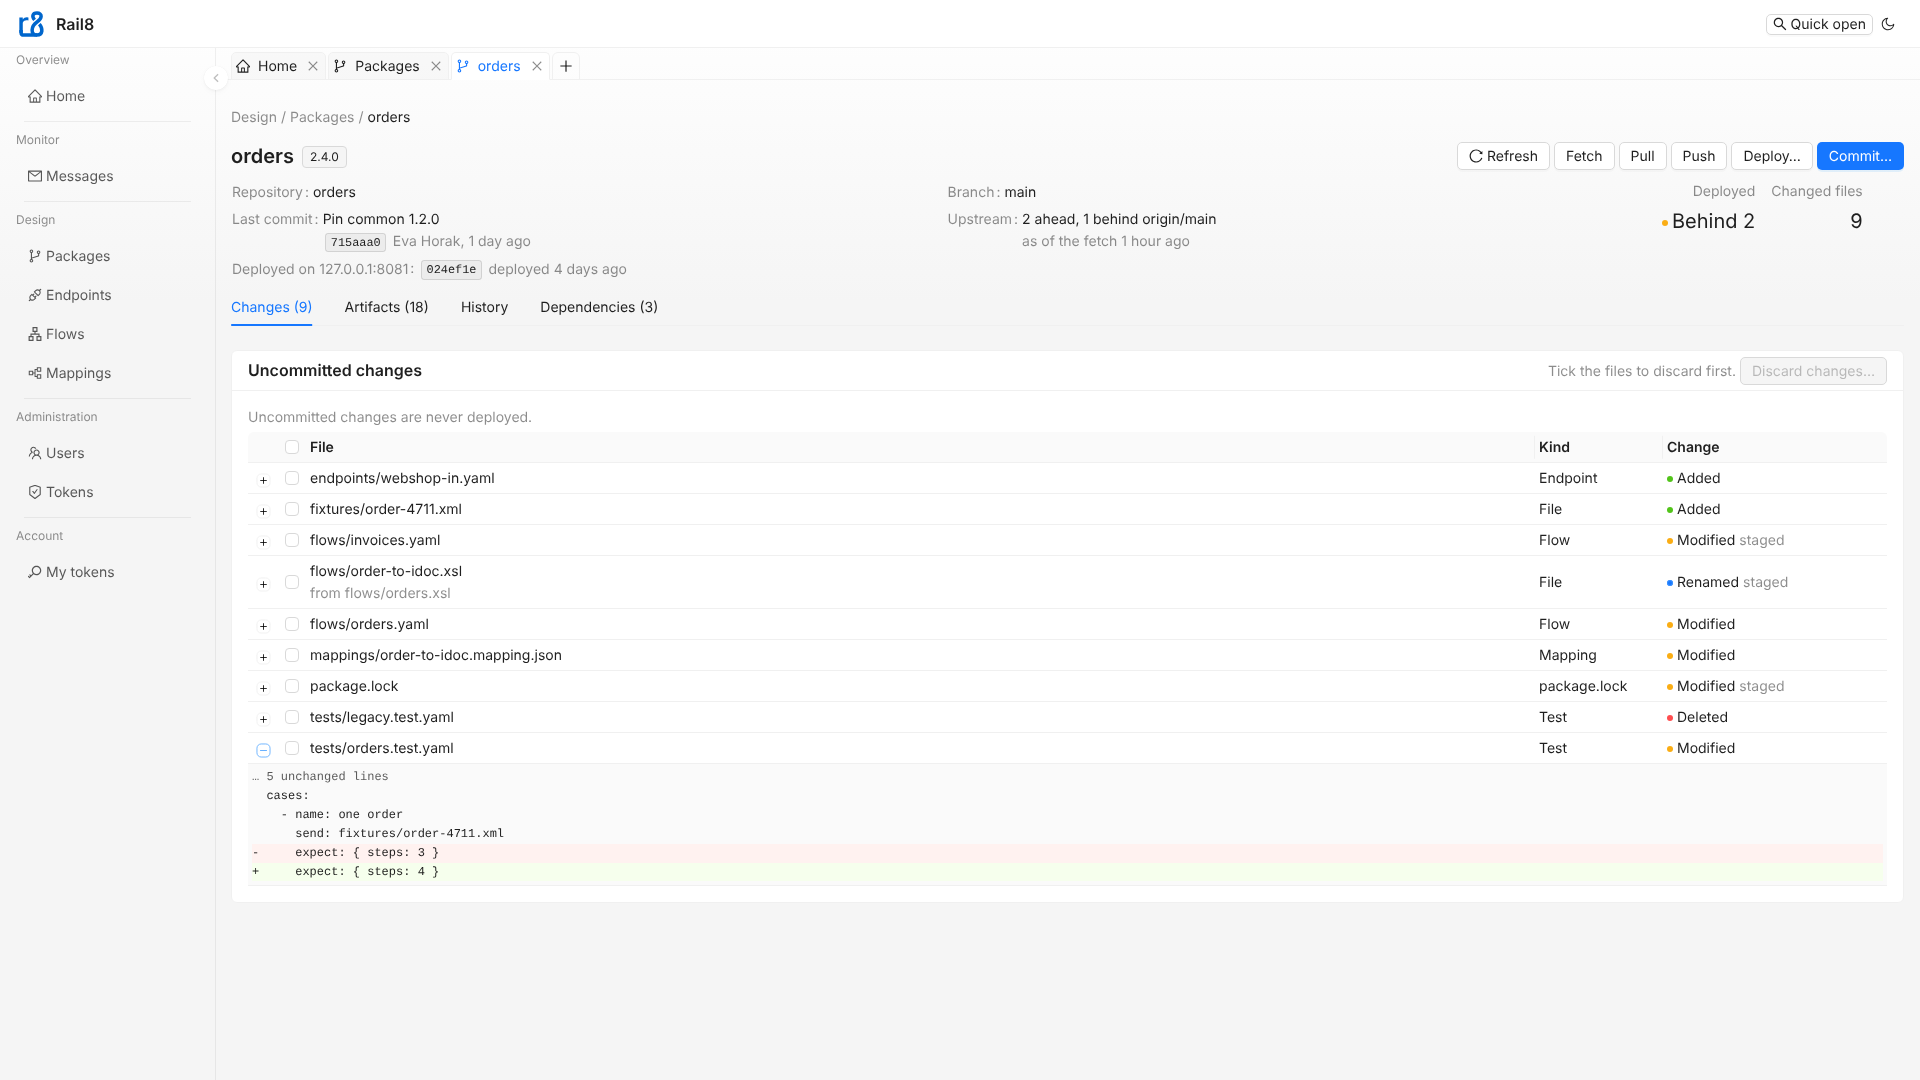 r8 Rail8
Quick open
Overview
Home
Monitor
Messages
Design
Packages
Endpoints
Flows
Mappings
Administration
Users
Tokens
Account
My tokens
Home
Packages
orders
Design / Packages / orders
orders 2.4.0
Refresh
Fetch
Pull
Push
Deploy...
Commit...
Repository: orders
Branch: main
Deployed
Behind 2
Changed files
9
Last commit: Pin common 1.2.0
715aaa0 Eva Horak, 1 day ago
Upstream: 2 ahead, 1 behind origin/main
as of the fetch 1 hour ago
Deployed on 127.0.0.1:8081: 024ef1e deployed 4 days ago
Changes (9)
Artifacts (18)
History
Dependencies (3)
Uncommitted changes
Tick the files to discard first. Discard changes...
Uncommitted changes are never deployed.
File Kind Change
+ endpoints/webshop-in.yaml Endpoint Added
+ fixtures/order-4711.xml File Added
+ flows/invoices.yaml Flow Modified staged
+ flows/order-to-idoc.xsl File Renamed staged
from flows/orders.xsl
+ flows/orders.yaml Flow Modified
+ mappings/order-to-idoc.mapping.json Mapping Modified
+ package.lock package.lock Modified staged
+ tests/legacy.test.yaml Test Deleted
tests/orders.test.yaml Test Modified
… 5 unchanged lines
cases:
- name: one order
send: fixtures/order-4711.xml
- expect: { steps: 3 }
+ expect: { steps: 4 }